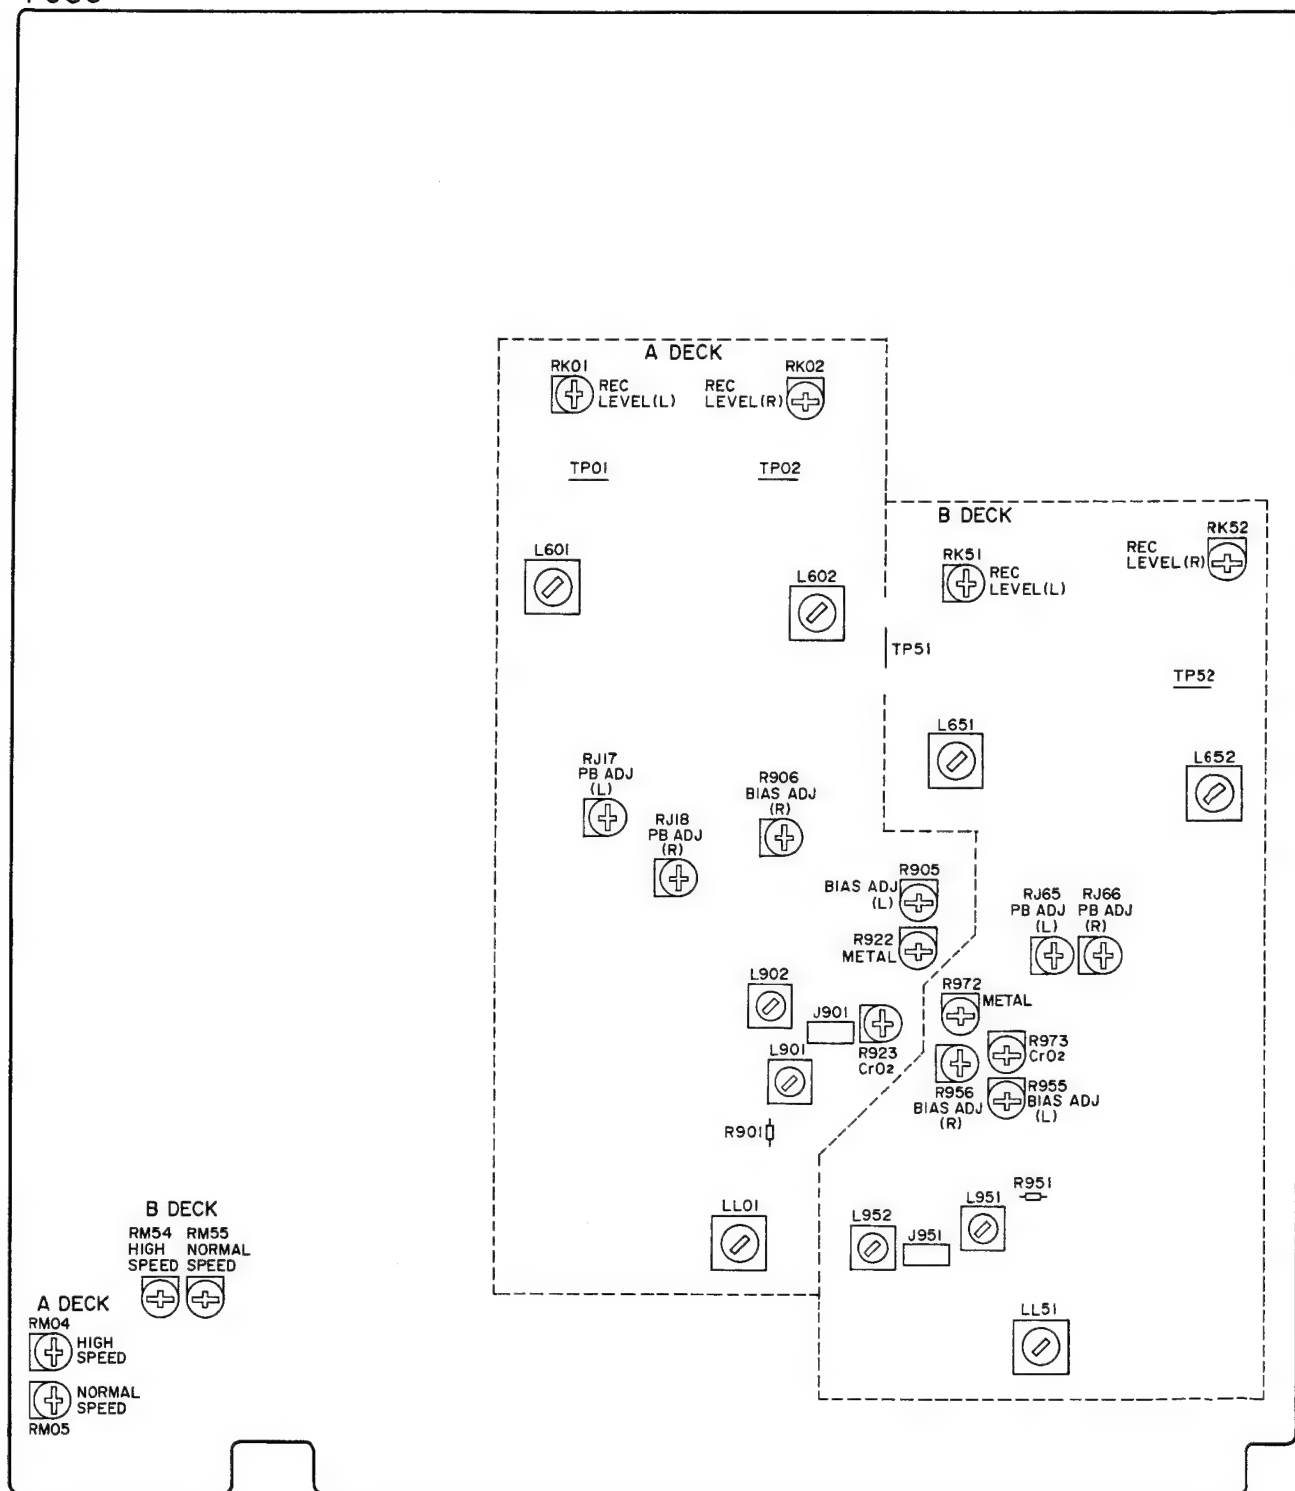 A DECK
RK01
REC
LEVEL(L)
RK02
REC
LEVEL(R)
TP01
TP02
L601
L602
RJ17
PB ADJ
(L)
RJ18
PB ADJ
(R)
R906
BIAS ADJ
(R)
R905
BIAS ADJ
(L)
R922
METAL
L902
J901
R923
CrO2
L901
R901
LL01
B DECK
RK51
REC
LEVEL(L)
RK52
REC
LEVEL(R)
TP51
TP52
L651
L652
RJ65
PB ADJ
(L)
RJ66
PB ADJ
(R)
R972
METAL
R973
CrO2
R956
BIAS ADJ
(R)
R955
BIAS ADJ
(L)
R951
L951
L952
J951
LL51
B DECK
RM54
HIGH
SPEED
RM55
NORMAL
SPEED
A DECK
RM04
HIGH
SPEED
NORMAL
SPEED
RM05